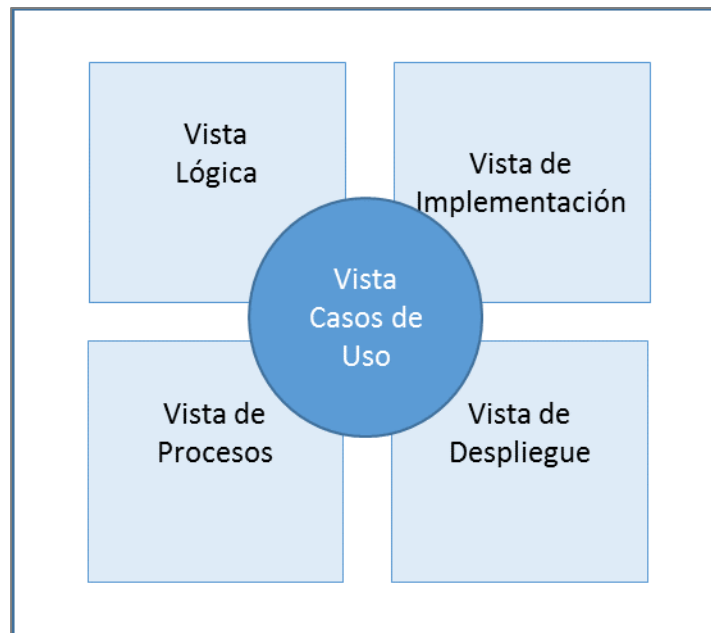 Vista
Lógica
Vista de
Implementación
Vista
Casos de
Uso
Vista de
Procesos
Vista de
Despliegue